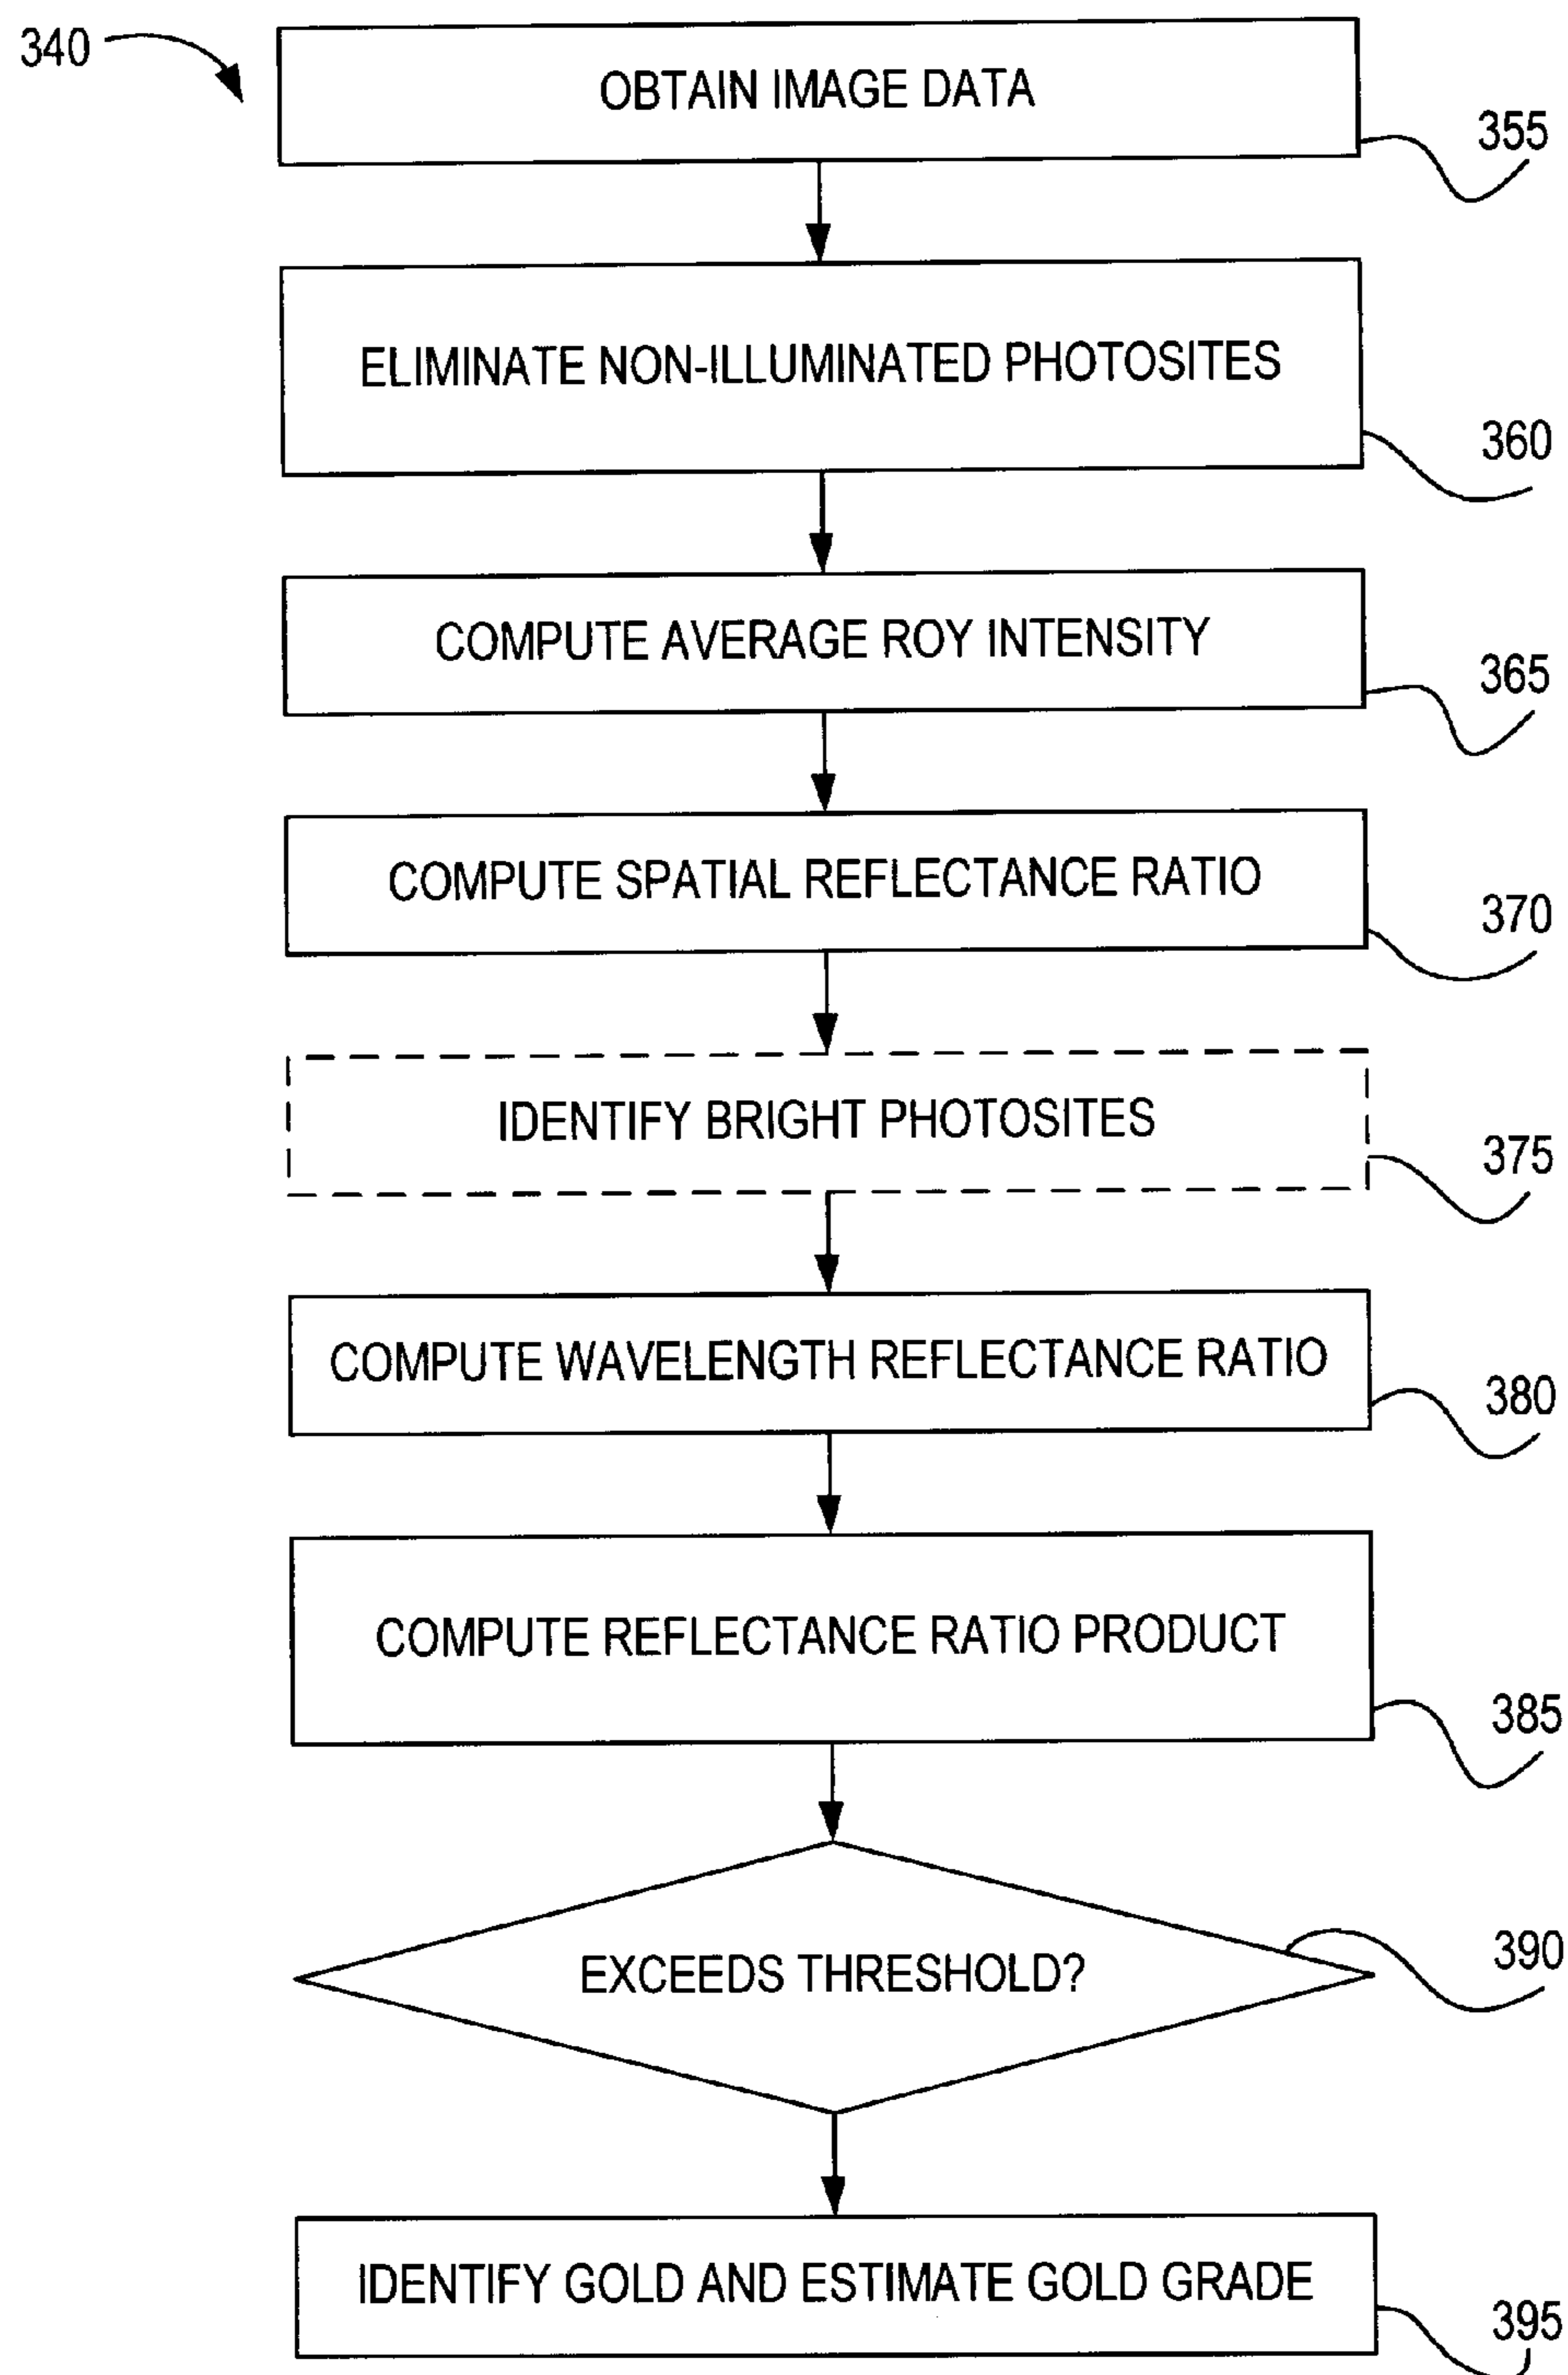 340
OBTAIN IMAGE DATA
355
ELIMINATE NON-ILLUMINATED PHOTOSITES
360
COMPUTE AVERAGE ROY INTENSITY
365
COMPUTE SPATIAL REFLECTANCE RATIO
370
IDENTIFY BRIGHT PHOTOSITES
375
COMPUTE WAVELENGTH REFLECTANCE RATIO
380
COMPUTE REFLECTANCE RATIO PRODUCT
385
EXCEEDS THRESHOLD?
390
IDENTIFY GOLD AND ESTIMATE GOLD GRADE
395